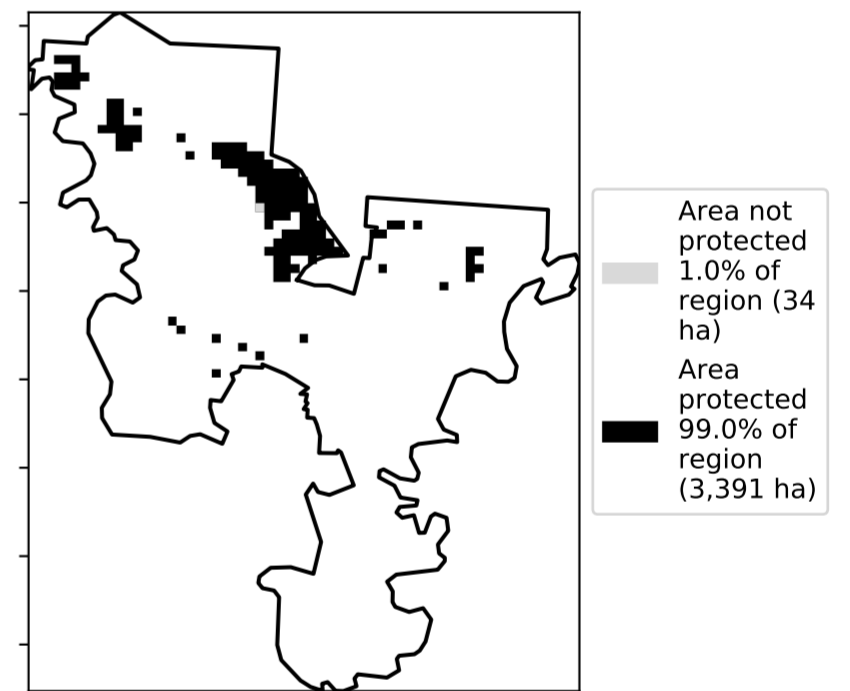 Area not
protected
1.0% of
region (34
ha)
Area
protected
99.0% of
region
(3,391 ha)